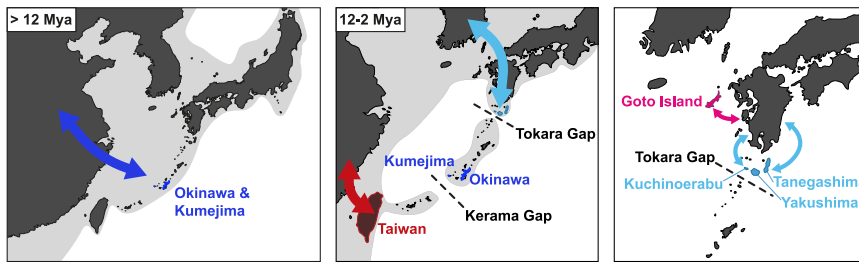 > 12 Mya
Okinawa &
Kumejima
12-2 Mya
Tokara Gap
Kumejima
Okinawa
Kerama Gap
Taiwan
Goto Island
Tokara Gap
Kuchinoerabu
Tanegashima
Yakushima